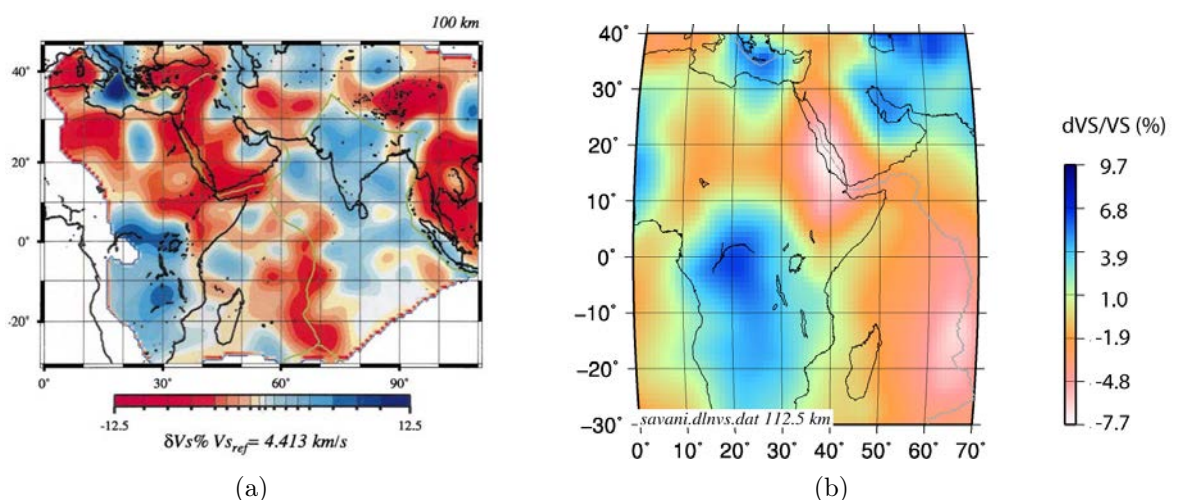 100 km
40°
20°
0°
-20°
0° 30° 60° 90°
-12.5 12.5
δVs% Vs_ref= 4.413 km/s
(a)
40°
30°
20°
10°
0°
−10°
−20°
−30°
savani.dlnvs.dat 112.5 km
0° 10° 20° 30° 40° 50° 60° 70°
(b)
dVS/VS (%)
9.7
6.8
3.9
1.0
-1.9
-4.8
-7.7